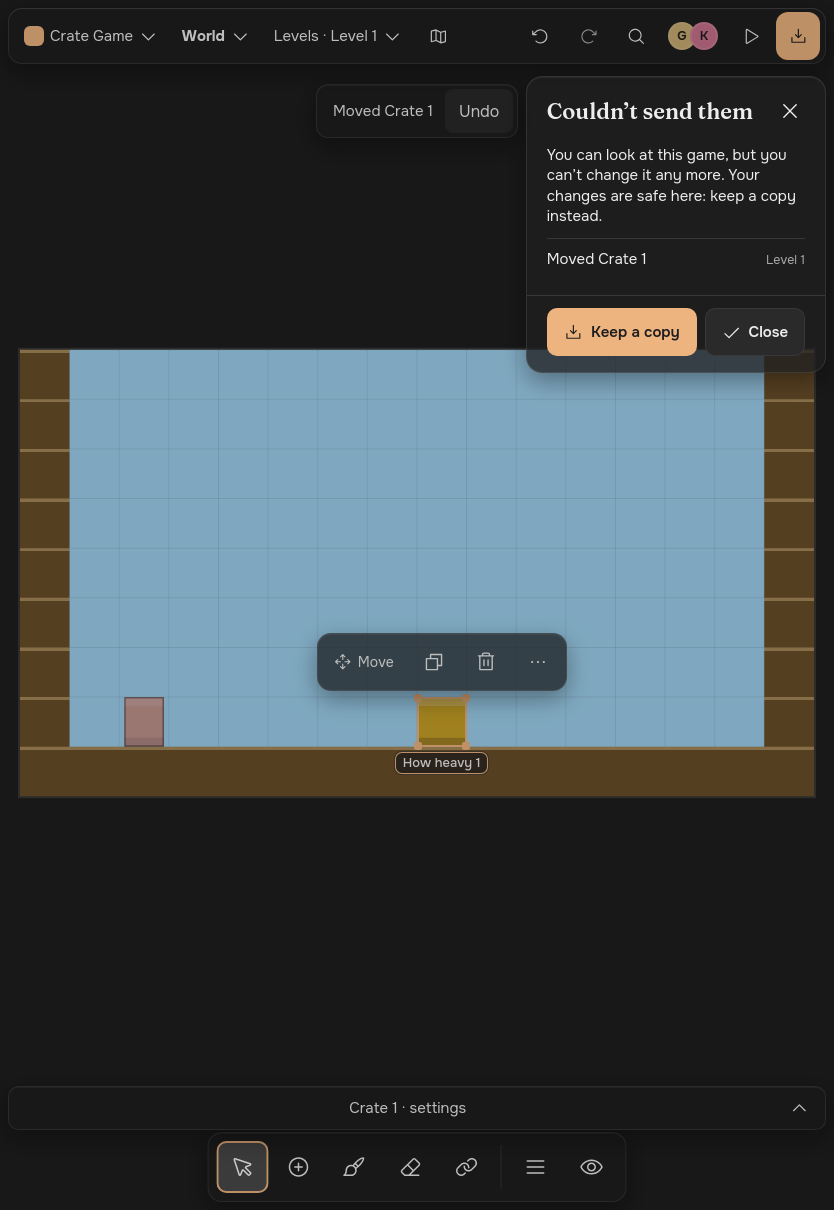 Crate Game
World
Levels · Level 1
G
K
Moved Crate 1
Undo
Couldn’t send them
You can look at this game, but you
can’t change it any more. Your
changes are safe here: keep a copy
instead.
Moved Crate 1
Level 1
Keep a copy
Close
Move
How heavy 1
Crate 1 · settings